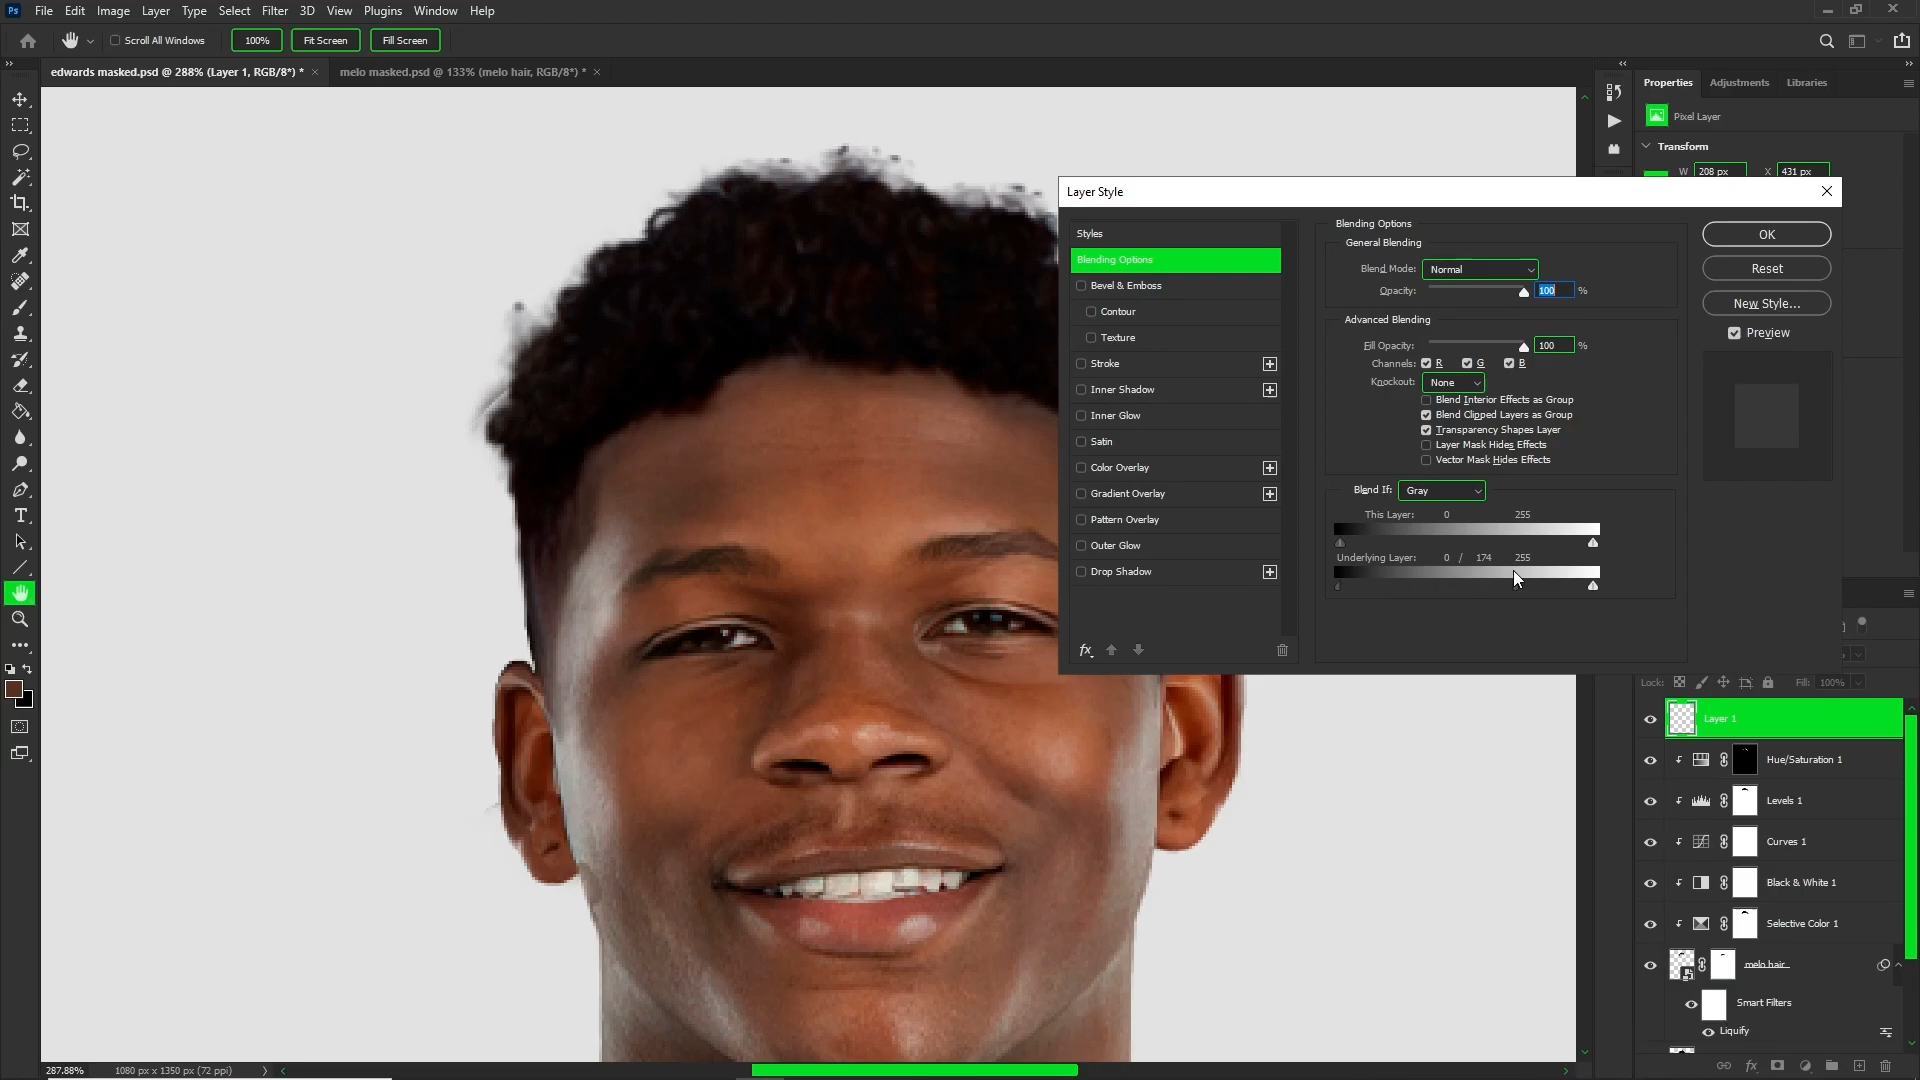 Ps File Edit Image Layer Type Select Filter 3D View Plugins Window Help
Scroll All Windows 100% Fit Screen Fill Screen
edwards masked.psd @ 288% (Layer 1, RGB/8*) * × melo masked.psd @ 133% (melo hair, RGB/8*) * ×
Properties Adjustments Libraries
Pixel Layer
Transform
W 208 px X 431 px
Layer Style
Styles
Blending Options
Bevel & Emboss
Contour
Texture
Stroke
Inner Shadow
Inner Glow
Satin
Color Overlay
Gradient Overlay
Pattern Overlay
Outer Glow
Drop Shadow
fx
Blending Options
General Blending
Blend Mode: Normal
Opacity: 100 %
Advanced Blending
Fill Opacity: 100 %
Channels: R G B
Knockout: None
Blend Interior Effects as Group
Blend Clipped Layers as Group
Transparency Shapes Layer
Layer Mask Hides Effects
Vector Mask Hides Effects
Blend If: Gray
This Layer: 0 255
Underlying Layer: 0 / 174 255
OK
Reset
New Style...
Preview
Lock: Fill: 100%
Layer 1
Hue/Saturation 1
Levels 1
Curves 1
Black & White 1
Selective Color 1
melo hair
Smart Filters
Liquify
fx
287.88% 1080 px x 1350 px (72 ppi)